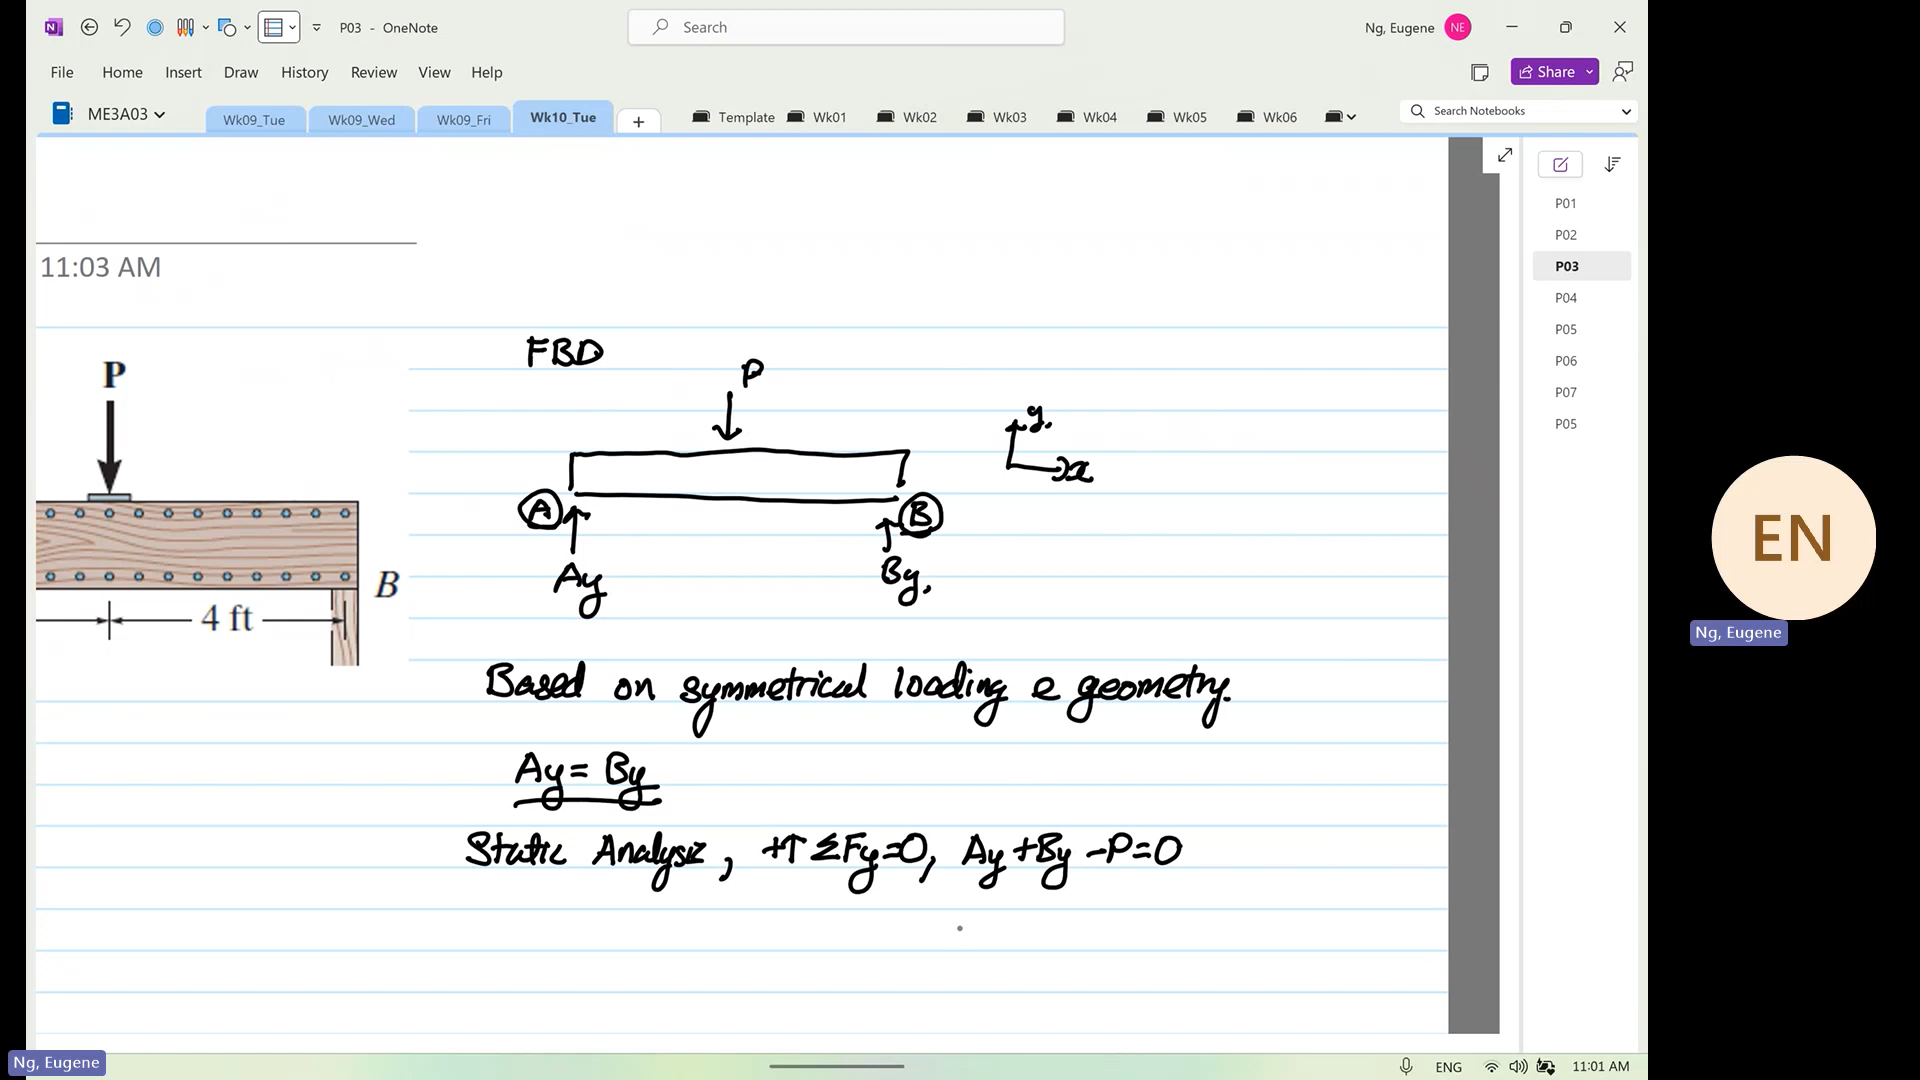 P03 - OneNote
Search
Ng, Eugene
NE
File Home Insert Draw History Review View Help
Share
ME3A03
Wk09_Tue Wk09_Wed Wk09_Fri Wk10_Tue + Template Wk01 Wk02 Wk03 Wk04 Wk05 Wk06
Search Notebooks
P01
P02
P03
P04
P05
P06
P07
P05
11:03 AM
P
B
4 ft
FBD
P
y
x
A
B
Ay
By.
Based on symmetrical loading & geometry.
Ay = By
Static Analysis, +↑ΣFy=0, Ay+By-P=0
EN
Ng, Eugene
Ng, Eugene
ENG
11:01 AM